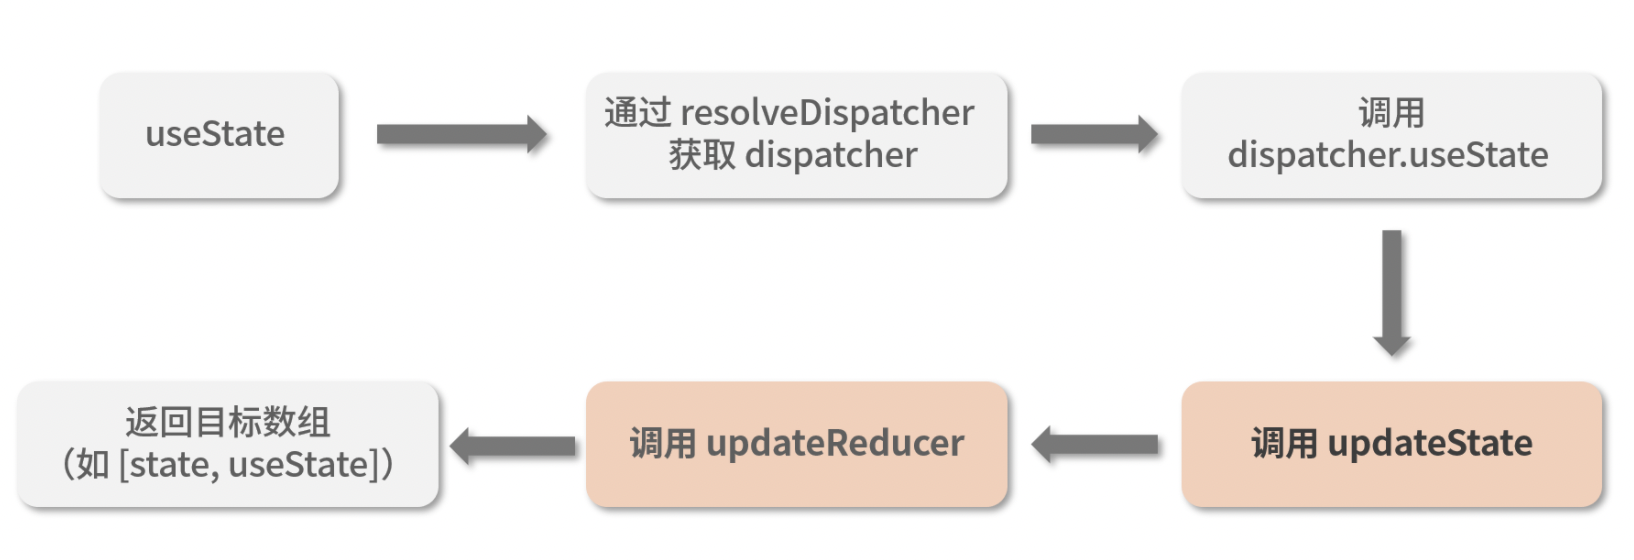 useState
通过 resolveDispatcher
获取 dispatcher
调用
dispatcher.useState
调用 updateState
调用 updateReducer
返回目标数组
（如 [state, useState]）